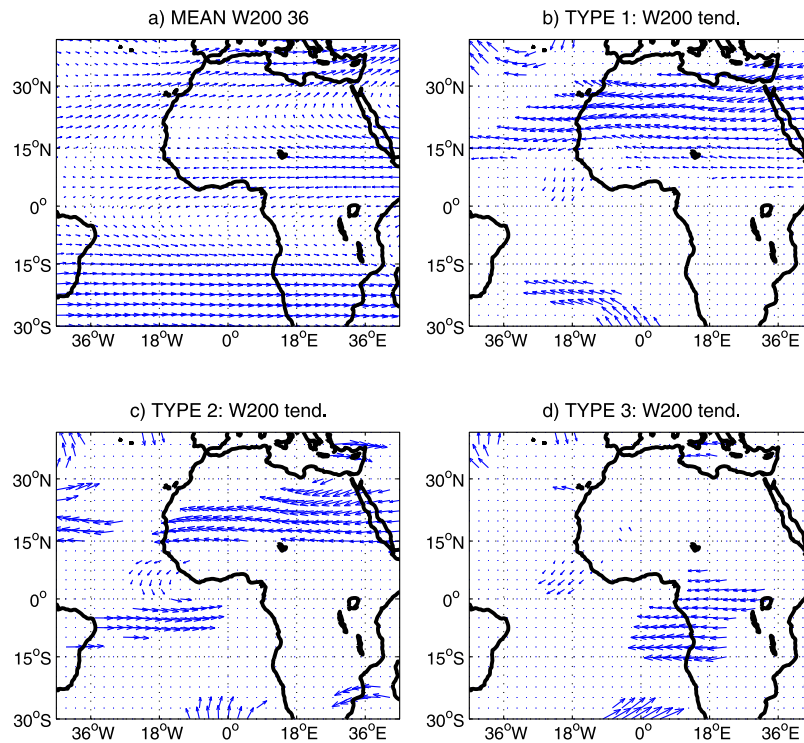 a) MEAN W200 36
b) TYPE 1: W200 tend.
30°N
15°N
0°
15°S
30°S
36°W 18°W 0° 18°E 36°E
30°N
15°N
0°
15°S
30°S
36°W 18°W 0° 18°E 36°E
c) TYPE 2: W200 tend.
d) TYPE 3: W200 tend.
30°N
15°N
0°
15°S
30°S
36°W 18°W 0° 18°E 36°E
30°N
15°N
0°
15°S
30°S
36°W 18°W 0° 18°E 36°E